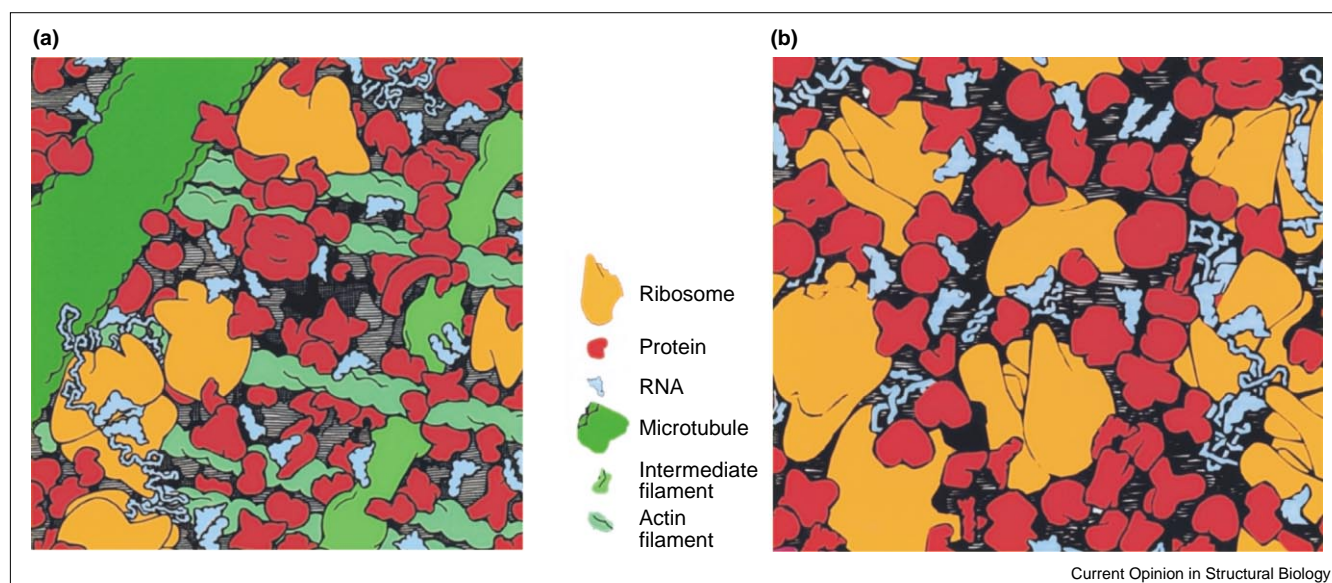 (a)
(b)
Ribosome
Protein
RNA
Microtubule
Intermediate
filament
Actin
filament
Current Opinion in Structural Biology